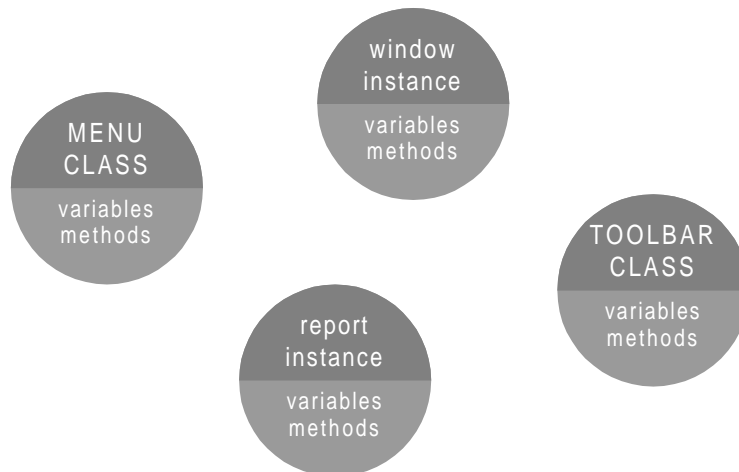 window
instance
variables
methods
MENU
CLASS
variables
methods
TOOLBAR
CLASS
variables
methods
report
instance
variables
methods